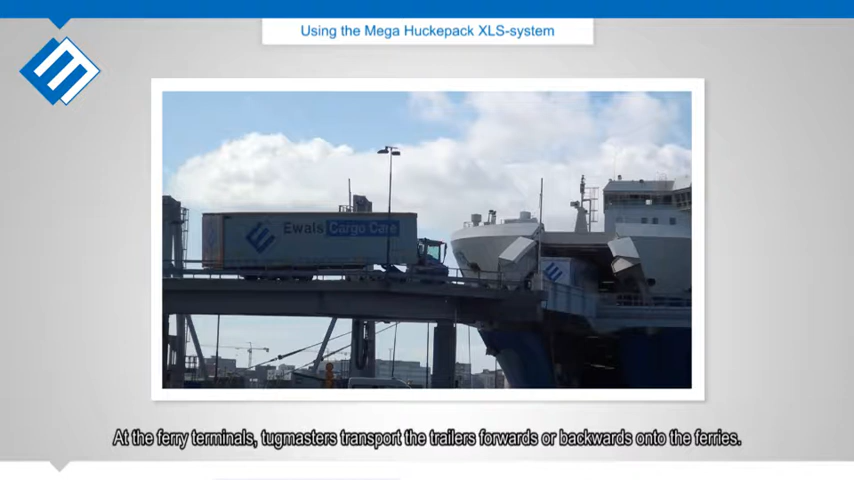 Using the Mega Huckepack XLS-system
Ewals Cargo Care
At the ferry terminals, tugmasters transport the trailers forwards or backwards onto the ferries.